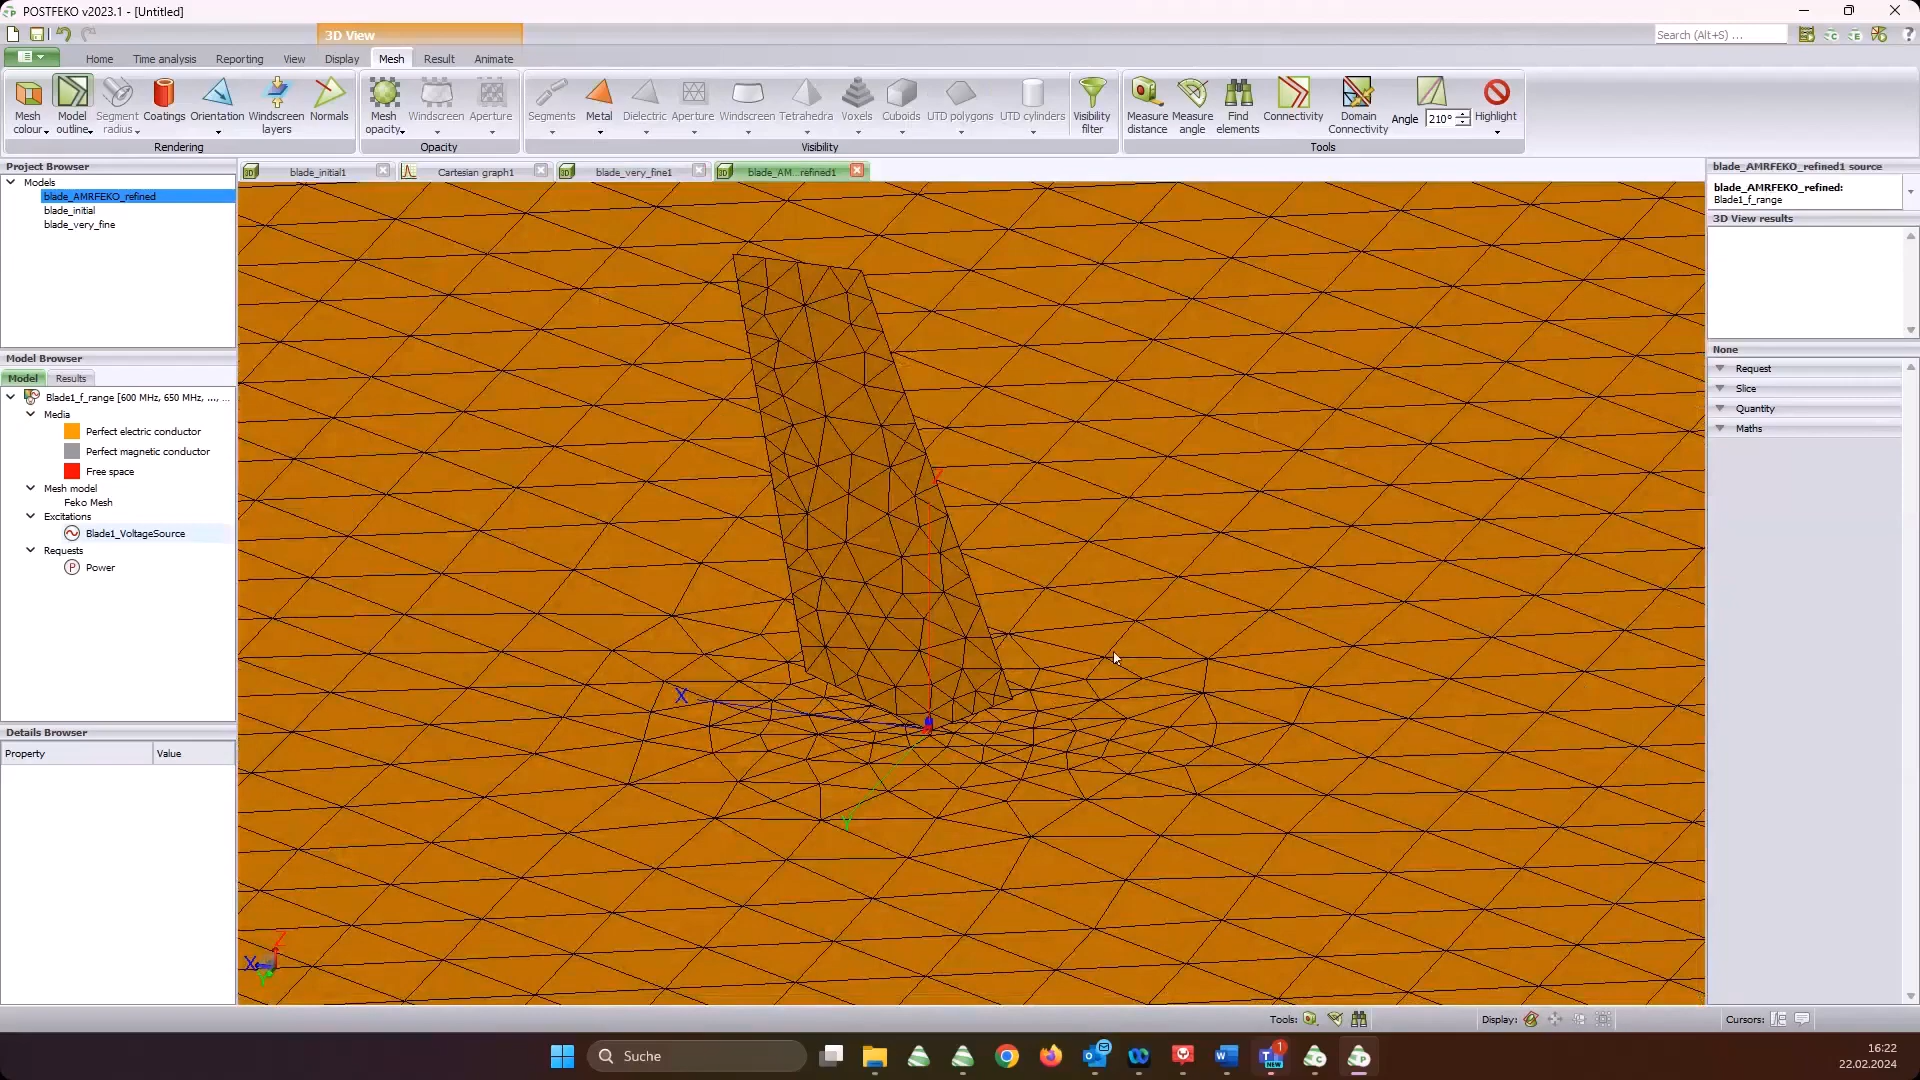 POSTFEKO v2023.1 - [Untitled]
3D View
Search (Alt+S) ...
Home
Time analysis
Reporting
View
Display
Mesh
Result
Animate
Mesh colour
Model outline
Segment radius
Coatings
Orientation
Windscreen layers
Normals
Rendering
Mesh opacity
Windscreen
Aperture
Opacity
Segments
Metal
Dielectric
Aperture
Windscreen
Tetrahedra
Voxels
Cuboids
UTD polygons
UTD cylinders
Visibility filter
Visibility
Measure distance
Measure angle
Find elements
Connectivity
Domain Connectivity
Angle
210°
Highlight
Tools
Project Browser
Models
blade_AMRFEKO_refined
blade_initial
blade_very_fine
blade_initial1
Cartesian graph1
blade_very_fine1
blade_AM...refined1
Model Browser
Model
Results
Blade1_f_range [600 MHz, 650 MHz, ..., ...
Media
Perfect electric conductor
Perfect magnetic conductor
Free space
Mesh model
Feko Mesh
Excitations
Blade1_VoltageSource
Requests
P Power
Details Browser
Property
Value
Z
X
Y
Z
X
Y
blade_AMRFEKO_refined1 source
blade_AMRFEKO_refined:
Blade1_f_range
3D View results
None
Request
Slice
Quantity
Maths
Tools:
Display:
Cursors:
Suche
1
NEW
16:22
22.02.2024